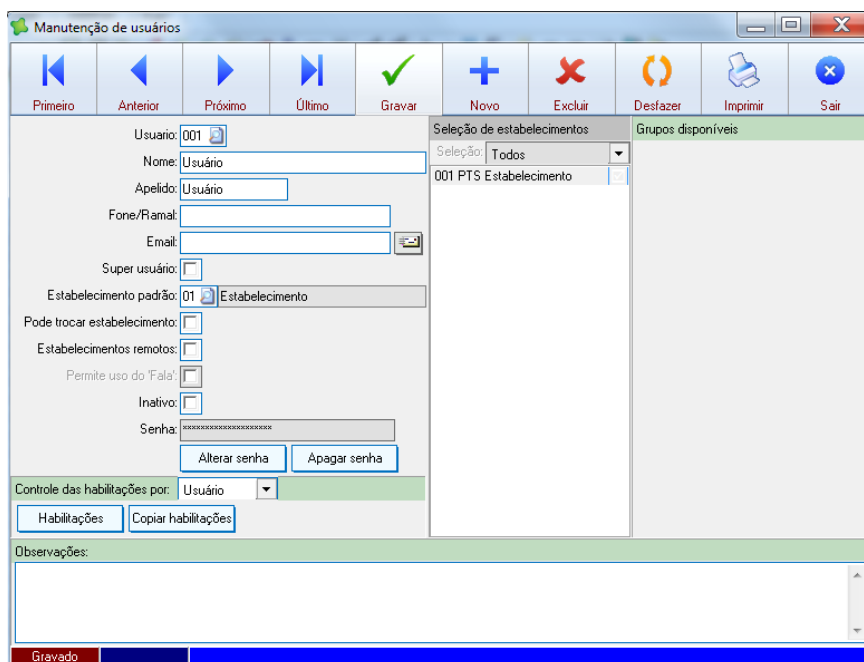 Manutenção de usuários
Primeiro Anterior Próximo Último Gravar Novo Excluir Desfazer Imprimir Sair
Usuario: 001
Nome: Usuário
Apelido: Usuário
Fone/Ramal:
Email:
Super usuário:
Estabelecimento padrão: 01 Estabelecimento
Pode trocar estabelecimento:
Estabelecimentos remotos:
Permite uso do 'Fala':
Inativo:
Senha: ********************
Alterar senha Apagar senha
Controle das habilitações por: Usuário
Habilitações Copiar habilitações
Seleção de estabelecimentos
Seleção: Todos
001 PTS Estabelecimento
Grupos disponíveis
Observações:
Gravado